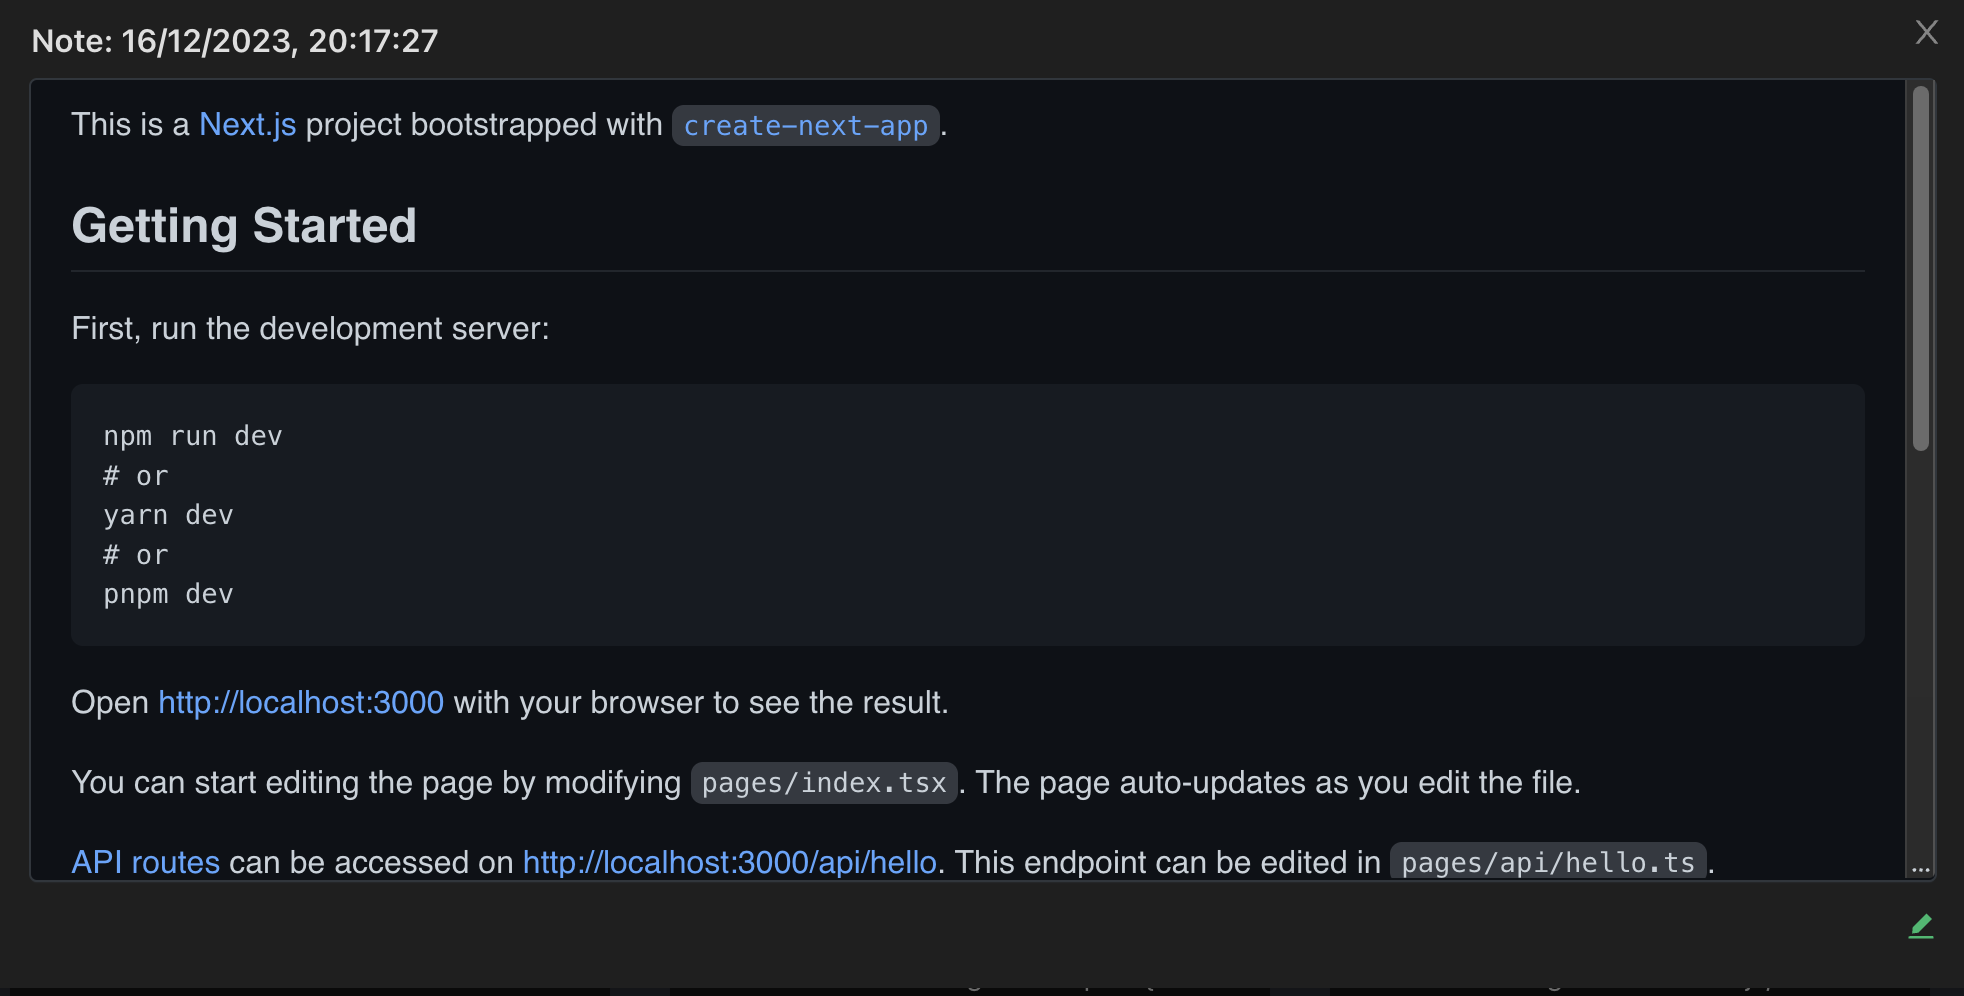 Note: 16/12/2023, 20:17:27
This is a Next.js project bootstrapped with create-next-app.
Getting Started
First, run the development server:
npm run dev
# or
yarn dev
# or
pnpm dev
Open http://localhost:3000 with your browser to see the result.
You can start editing the page by modifying pages/index.tsx. The page auto-updates as you edit the file.
API routes can be accessed on http://localhost:3000/api/hello. This endpoint can be edited in pages/api/hello.ts.
...